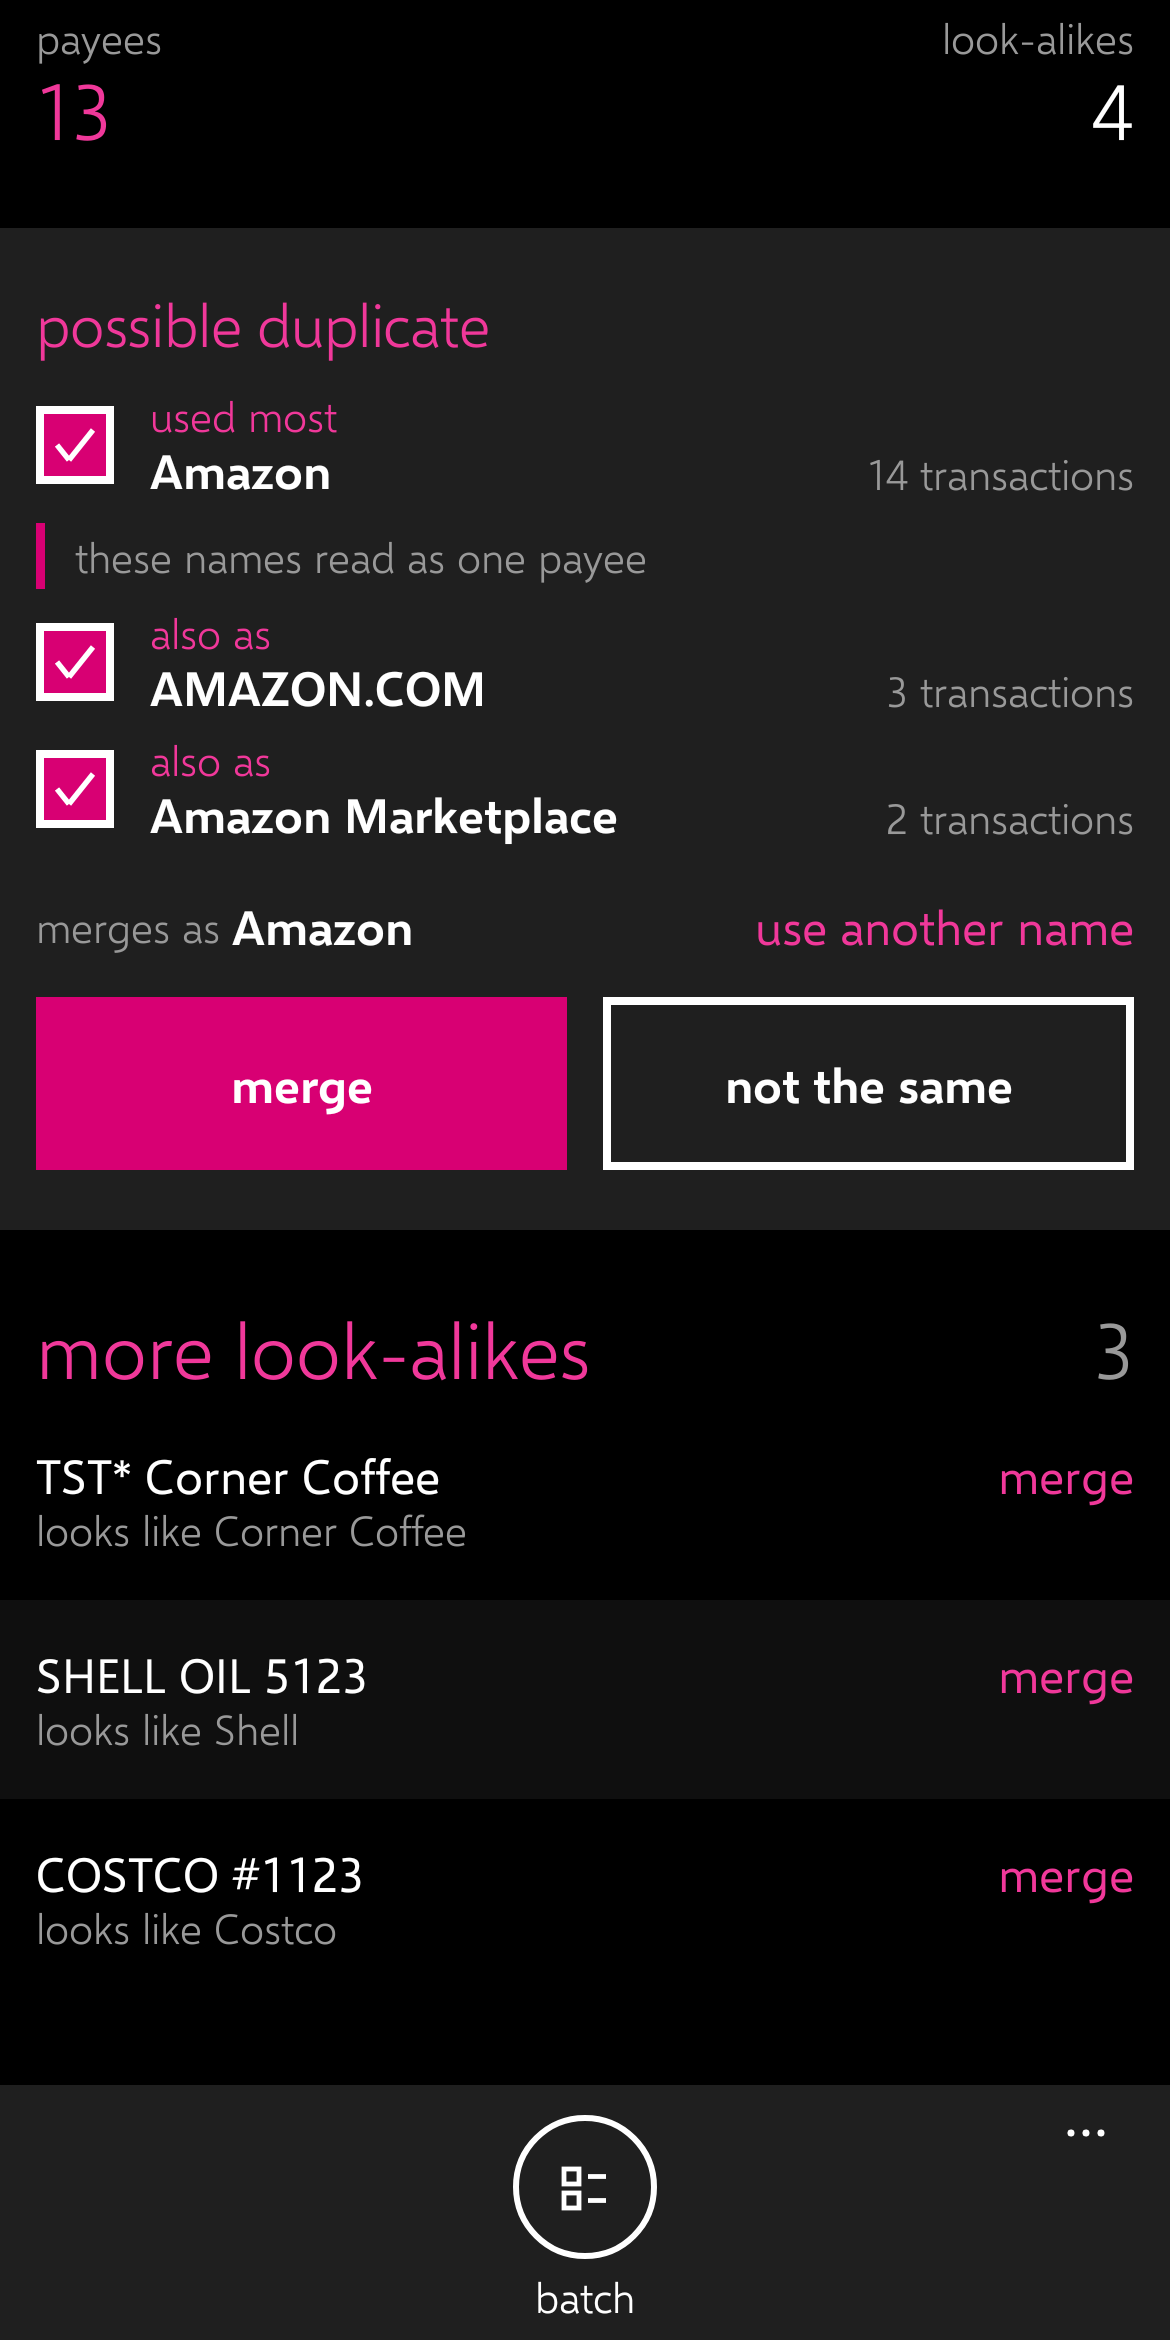 payees
look-alikes
13
4
possible duplicate
used most
Amazon
14 transactions
these names read as one payee
also as
AMAZON.COM
3 transactions
also as
Amazon Marketplace
2 transactions
merges as Amazon
use another name
merge
not the same
more look-alikes
3
TST* Corner Coffee
merge
looks like Corner Coffee
SHELL OIL 5123
merge
looks like Shell
COSTCO #1123
merge
looks like Costco
...
batch